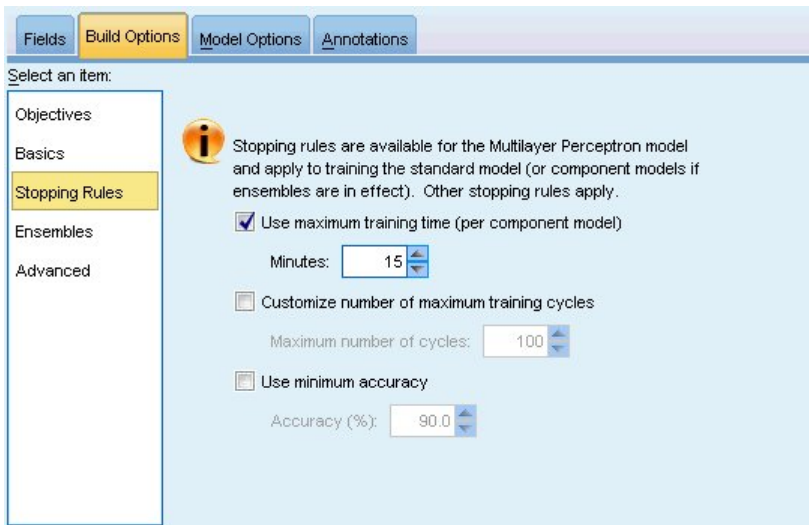 Fields Build Options Model Options Annotations
Select an item:
Objectives
Basics
Stopping Rules
Ensembles
Advanced
Stopping rules are available for the Multilayer Perceptron model
and apply to training the standard model (or component models if
ensembles are in effect). Other stopping rules apply.
Use maximum training time (per component model)
Minutes: 15
Customize number of maximum training cycles
Maximum number of cycles: 100
Use minimum accuracy
Accuracy (%): 90.0